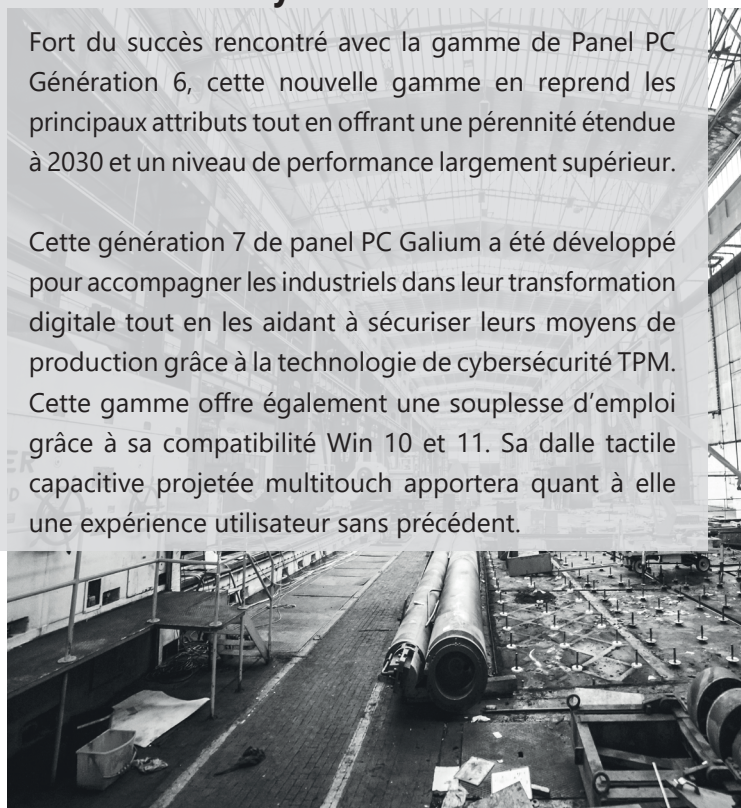 Fort du succès rencontré avec la gamme de Panel PC
Génération 6, cette nouvelle gamme en reprend les
principaux attributs tout en offrant une pérennité étendue
à 2030 et un niveau de performance largement supérieur.
Cette génération 7 de panel PC Galium a été développé
pour accompagner les industriels dans leur transformation
digitale tout en les aidant à sécuriser leurs moyens de
production grâce à la technologie de cybersécurité TPM.
Cette gamme offre également une souplesse d’emploi
grâce à sa compatibilité Win 10 et 11. Sa dalle tactile
capacitive projetée multitouch apportera quant à elle
une expérience utilisateur sans précédent.